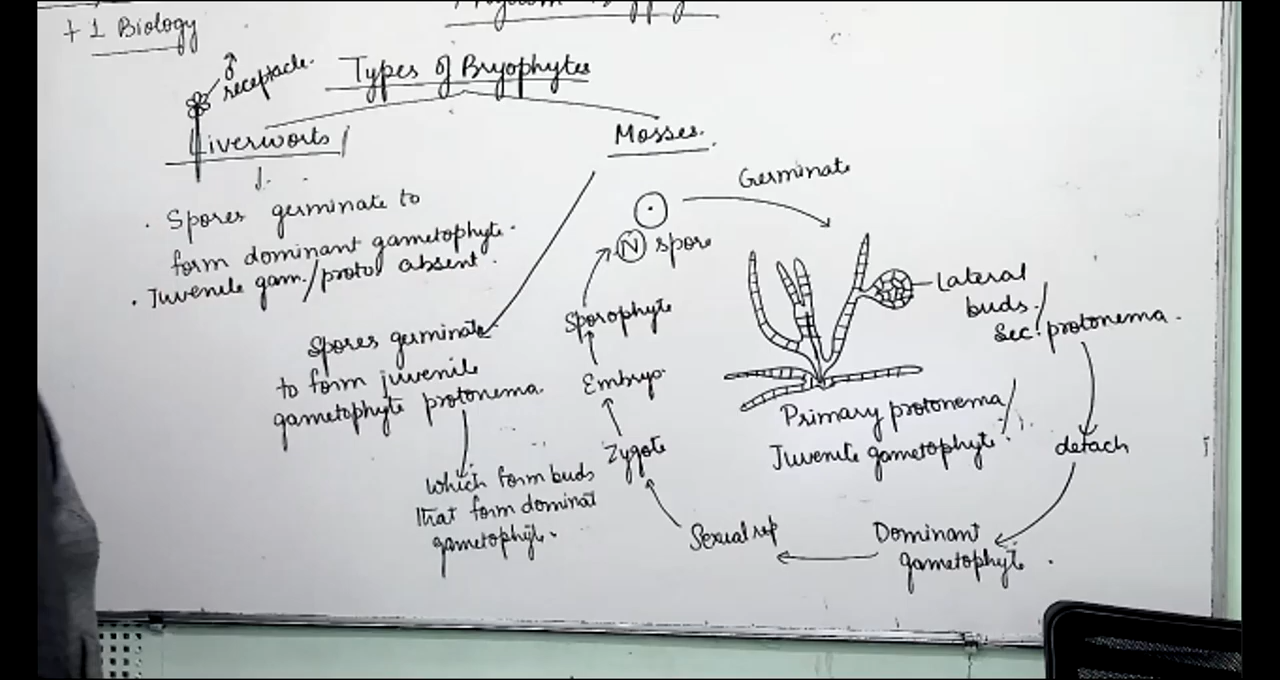 + 1 Biology
♂
receptacle.
Types of Bryophytes
Liverworts
Mosses.
· Spores germinate to
form dominant gametophyte.
· Juvenile gam./proto absent.
Spores germinate
to form juvenile
gametophyte protonema.
Which form buds
that form dominat
gametophyte.
Germinate
N spore
Sporophyte
Embryo
Zygote
Sexual rep
Dominant
gametophyte.
detach
Lateral
buds/
Sec. protonema.
Primary protonema/
Juvenile gametophyte.